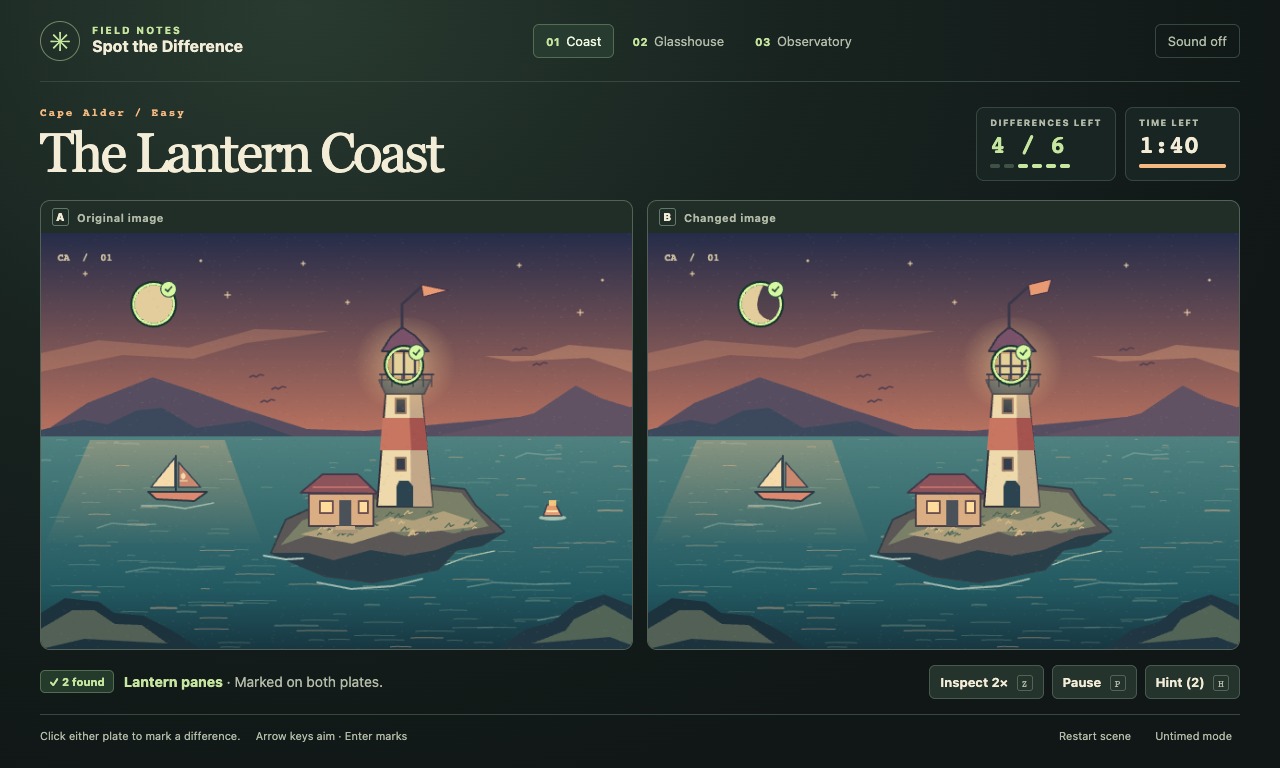 FIELD NOTES
Spot the Difference
01 Coast
02 Glasshouse
03 Observatory
Sound off
Cape Alder / Easy
The Lantern Coast
DIFFERENCES LEFT
4 / 6
TIME LEFT
1:40
A Original image
B Changed image
CA / 01
CA / 01
✓ 2 found
Lantern panes · Marked on both plates.
Inspect 2× Z
Pause P
Hint (2) H
Click either plate to mark a difference.
Arrow keys aim · Enter marks
Restart scene
Untimed mode